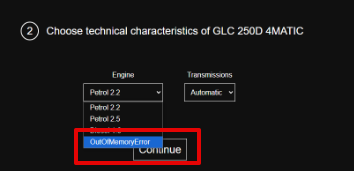 2 Choose technical characteristics of GLC 250D 4MATIC
Engine Transmissions
Petrol 2.2 Automatic
Petrol 2.2
Petrol 2.5
OutOfMemoryError
Continue